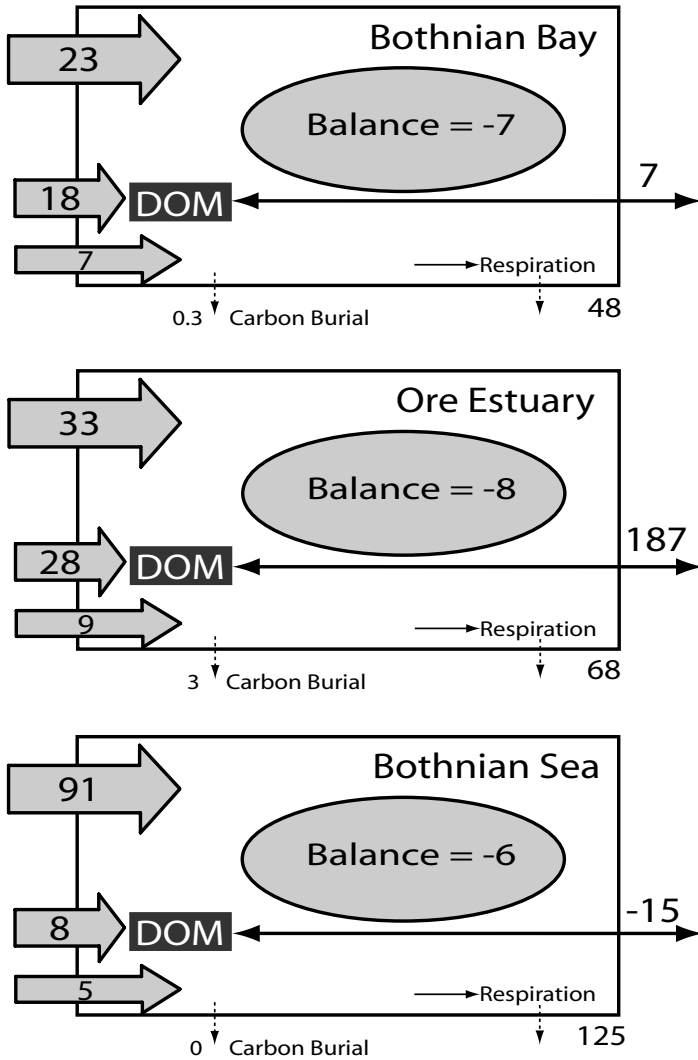 Bothnian Bay
23
Balance = -7
7
18
DOM
7
Respiration
0.3 Carbon Burial
48
Ore Estuary
33
Balance = -8
187
28
DOM
9
Respiration
3 Carbon Burial
68
Bothnian Sea
91
Balance = -6
-15
8
DOM
5
Respiration
0 Carbon Burial
125